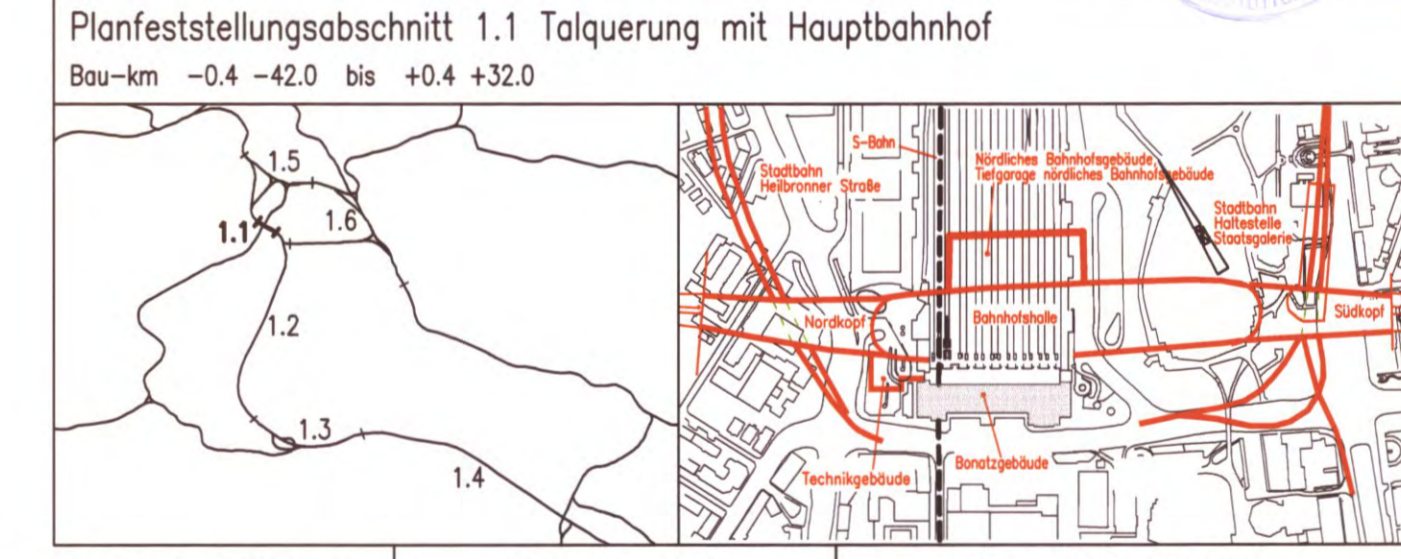 Planfeststellungsabschnitt 1.1 Talquerung mit Hauptbahnhof
Bau-km -0.4 -42.0 bis +0.4 +32.0
1.5
1.6
1.1
1.2
1.3
1.4
S-Bahn
Stadtbahn
Heilbronner Straße
Nördliches Bahnhofsgebäude,
Tiefgarage nördliches Bahnhofsgebäude
Stadtbahn
Haltestelle
Staatsgalerie
Nordkopf
Bahnhofshalle
Südkopf
Technikgebäude
Bonatzgebäude